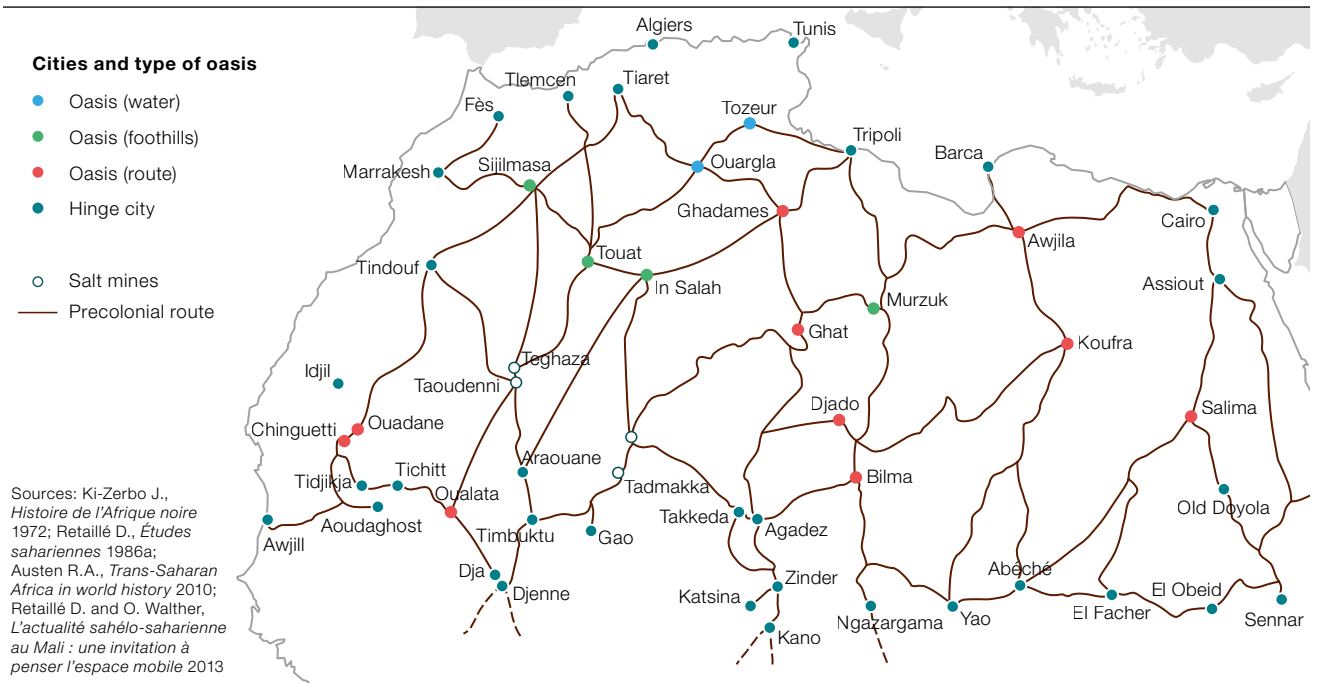 Cities and type of oasis
Oasis (water)
Oasis (foothills)
Oasis (route)
Hinge city
Salt mines
Precolonial route
Algiers
Tunis
Tlemcen
Tiaret
Fès
Tozeur
Tripoli
Marrakesh
Sijilmasa
Ouargla
Barca
Ghadames
Cairo
Awjila
Tindouf
Touat
In Salah
Assiout
Murzuk
Ghat
Koufra
Teghaza
Idjil
Taoudenni
Djado
Salima
Chinguetti
Ouadane
Araouane
Bilma
Tidjikja
Tichitt
Tadmakka
Oualata
Old Doyola
Takkeda
Aoudaghost
Timbuktu
Gao
Agadez
Awjill
Dja
Djenne
Zinder
Abéché
Katsina
El Obeid
Ngazargama
Yao
El Facher
Sennar
Kano
Sources: Ki-Zerbo J.,
Histoire de l'Afrique noire
1972; Retaillé D., Études
sahariennes 1986a;
Austen R.A., Trans-Saharan
Africa in world history 2010;
Retaillé D. and O. Walther,
L'actualité sahélo-saharienne
au Mali : une invitation à
penser l'espace mobile 2013